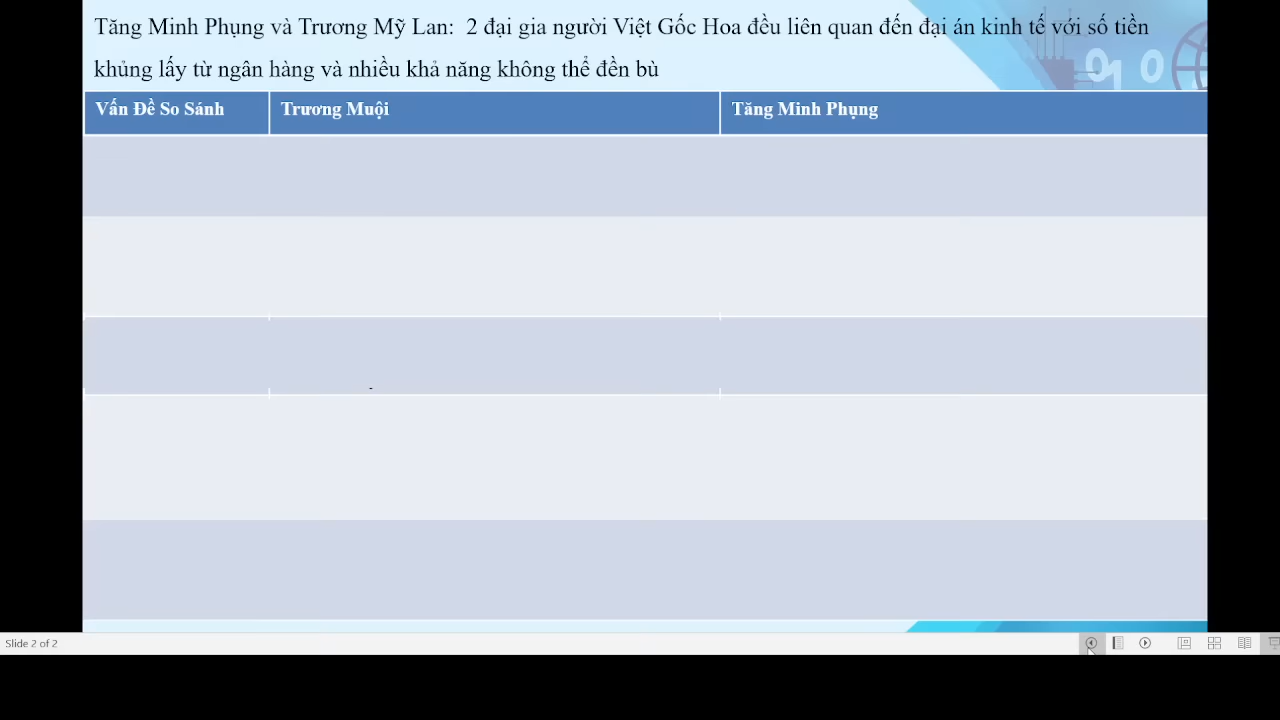 Tăng Minh Phụng và Trương Mỹ Lan: 2 đại gia người Việt Gốc Hoa đều liên quan đến đại án kinh tế với số tiền
khủng lấy từ ngân hàng và nhiều khả năng không thể đền bù
Vấn Đề So Sánh Trương Muội Tăng Minh Phụng
Slide 2 of 2